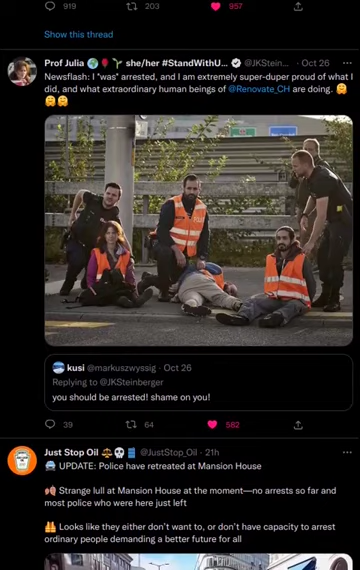 919 203 957
Show this thread
Prof Julia 🌍🌹🌱 she/her #StandWithU... @JKStein... · Oct 26
Newsflash: I *was* arrested, and I am extremely super-duper proud of what I
did, and what extraordinary human beings of @Renovate_CH are doing. 🤗
🤗🤗
kusi @markuszwyssig · Oct 26
Replying to @JKSteinberger
you should be arrested! shame on you!
39 64 582
Just Stop Oil ⚖️💀🛢 @JustStop_Oil · 21h
🚔 UPDATE: Police have retreated at Mansion House
Strange lull at Mansion House at the moment—no arrests so far and
most police who were here just left
🦺 Looks like they either don't want to, or don't have capacity to arrest
ordinary people demanding a better future for all